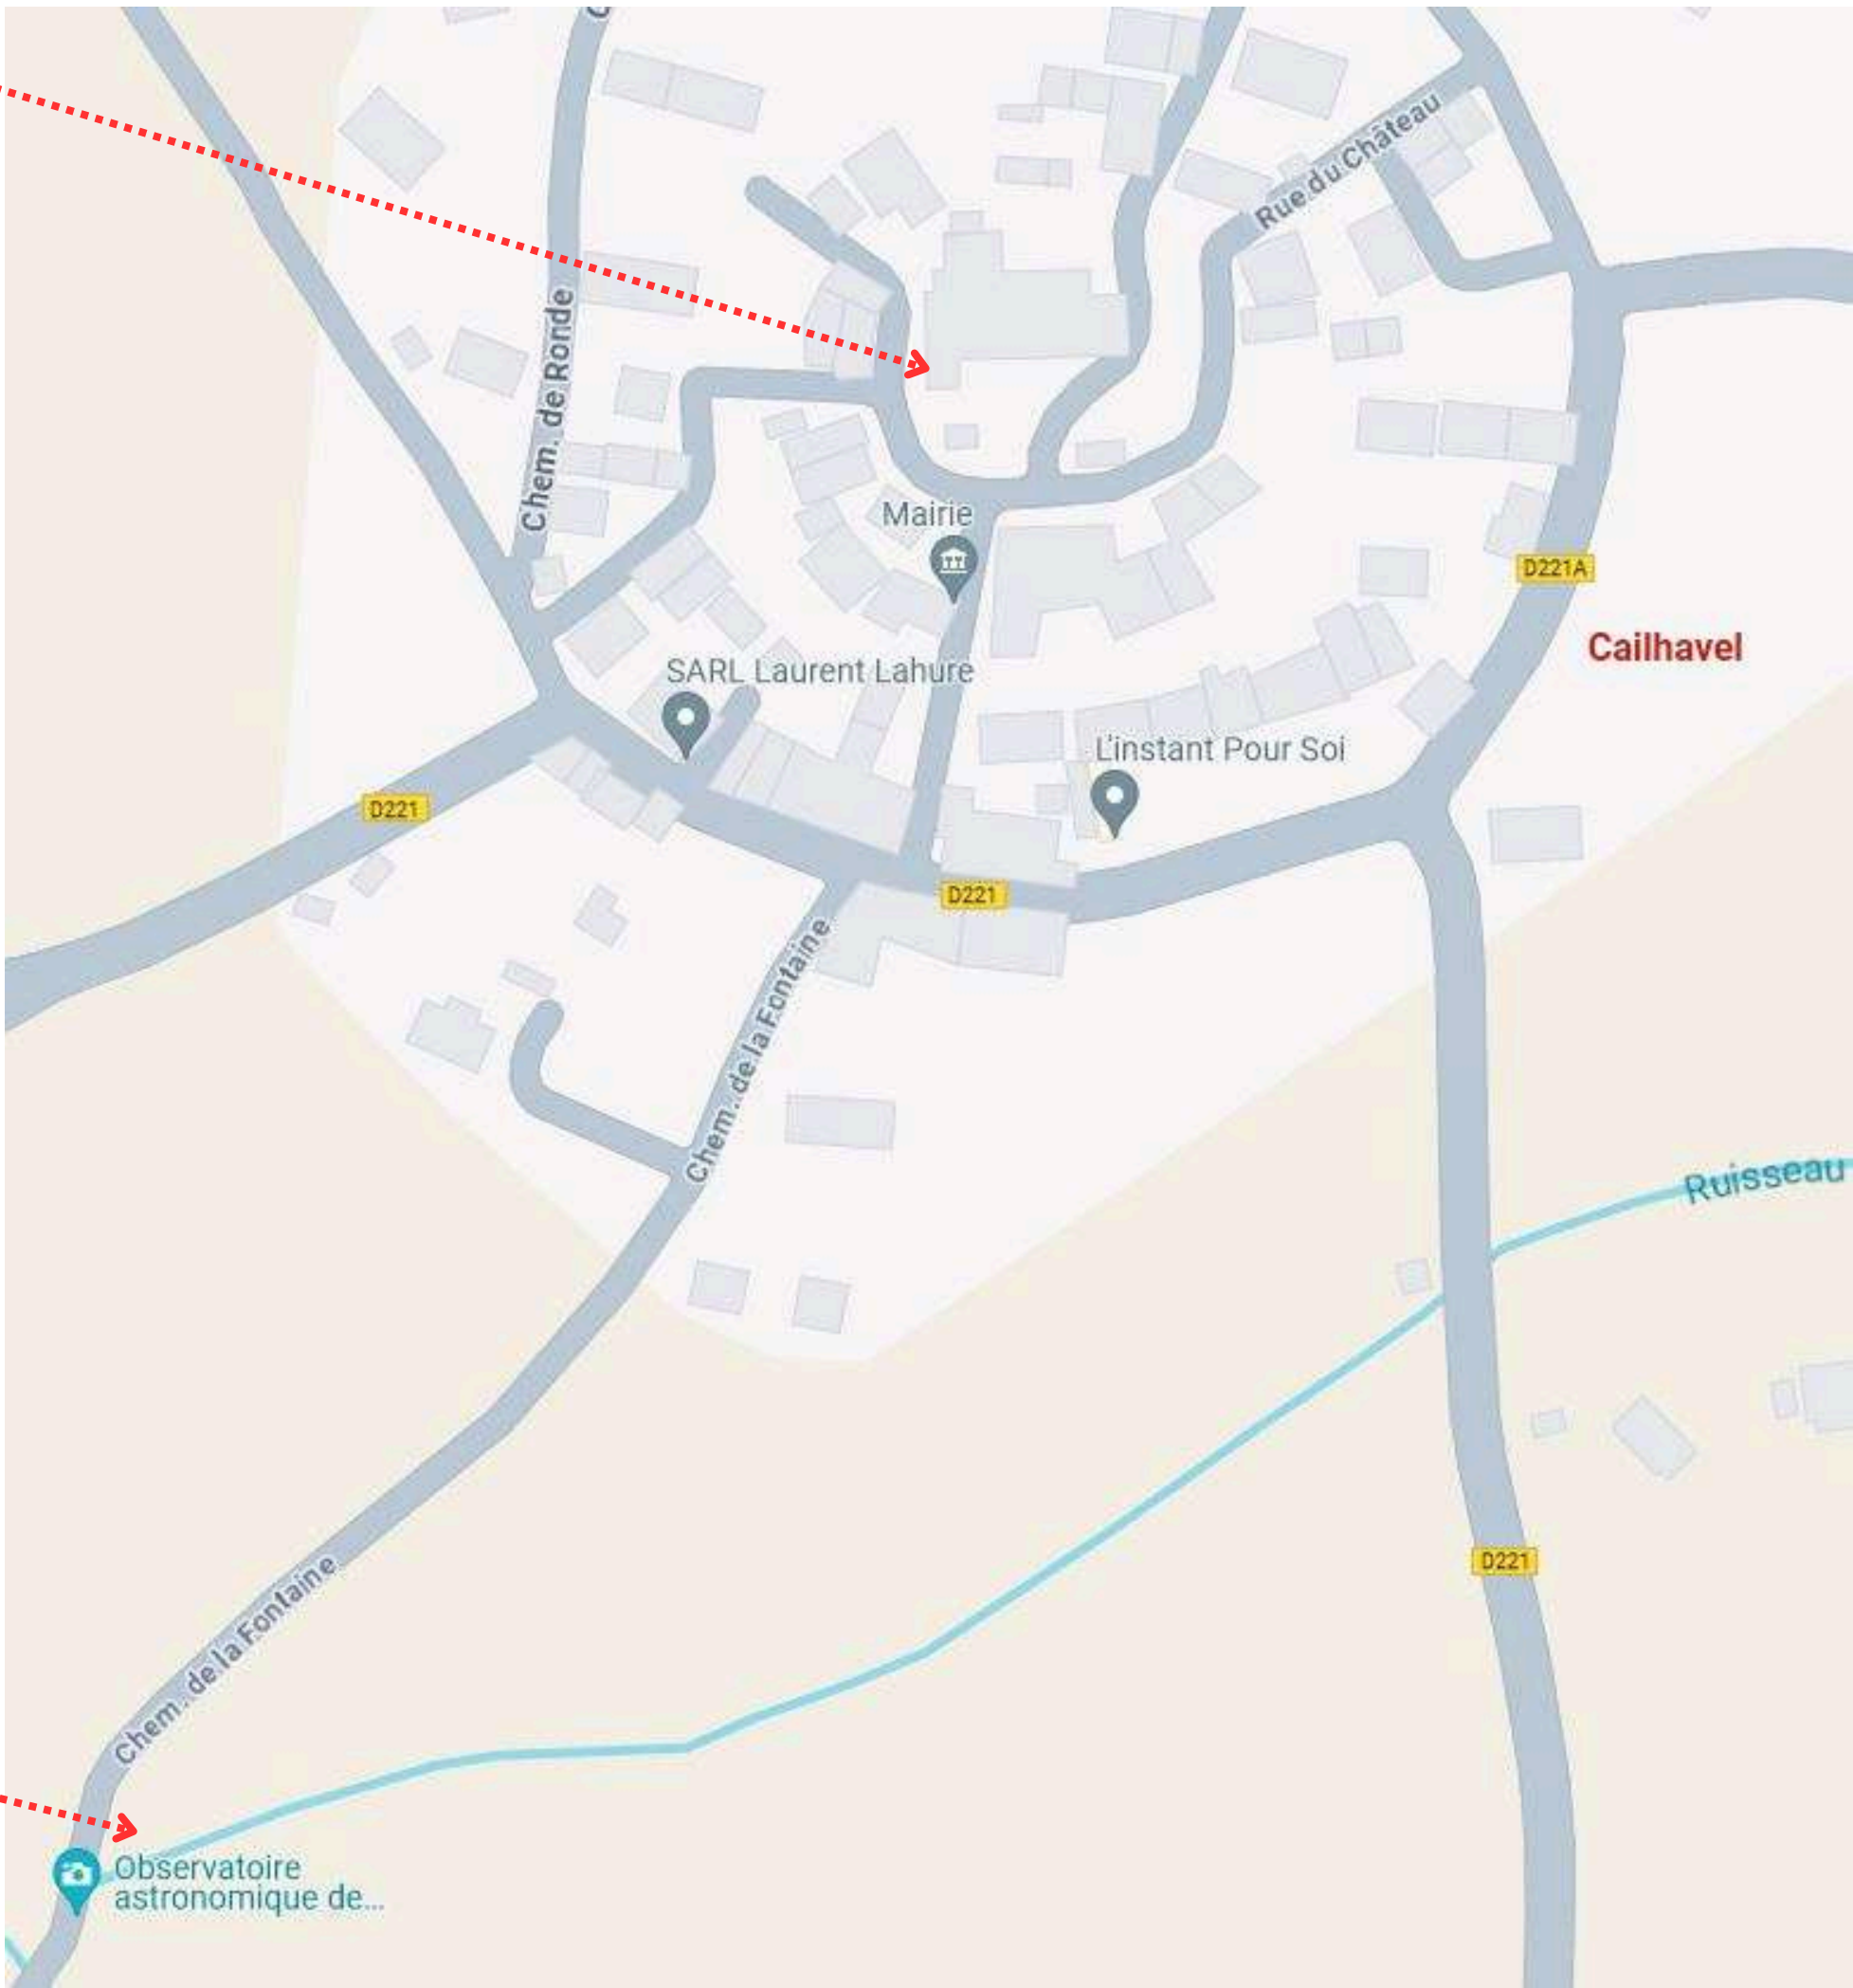 Rue du Château
Chem. de Ronde
Mairie
D221A
Cailhavel
SARL Laurent Lahure
L'instant Pour Soi
D221
D221
Chem. de la Fontaine
Ruisseau
D221
Chem. de la Fontaine
Observatoire
astronomique de...